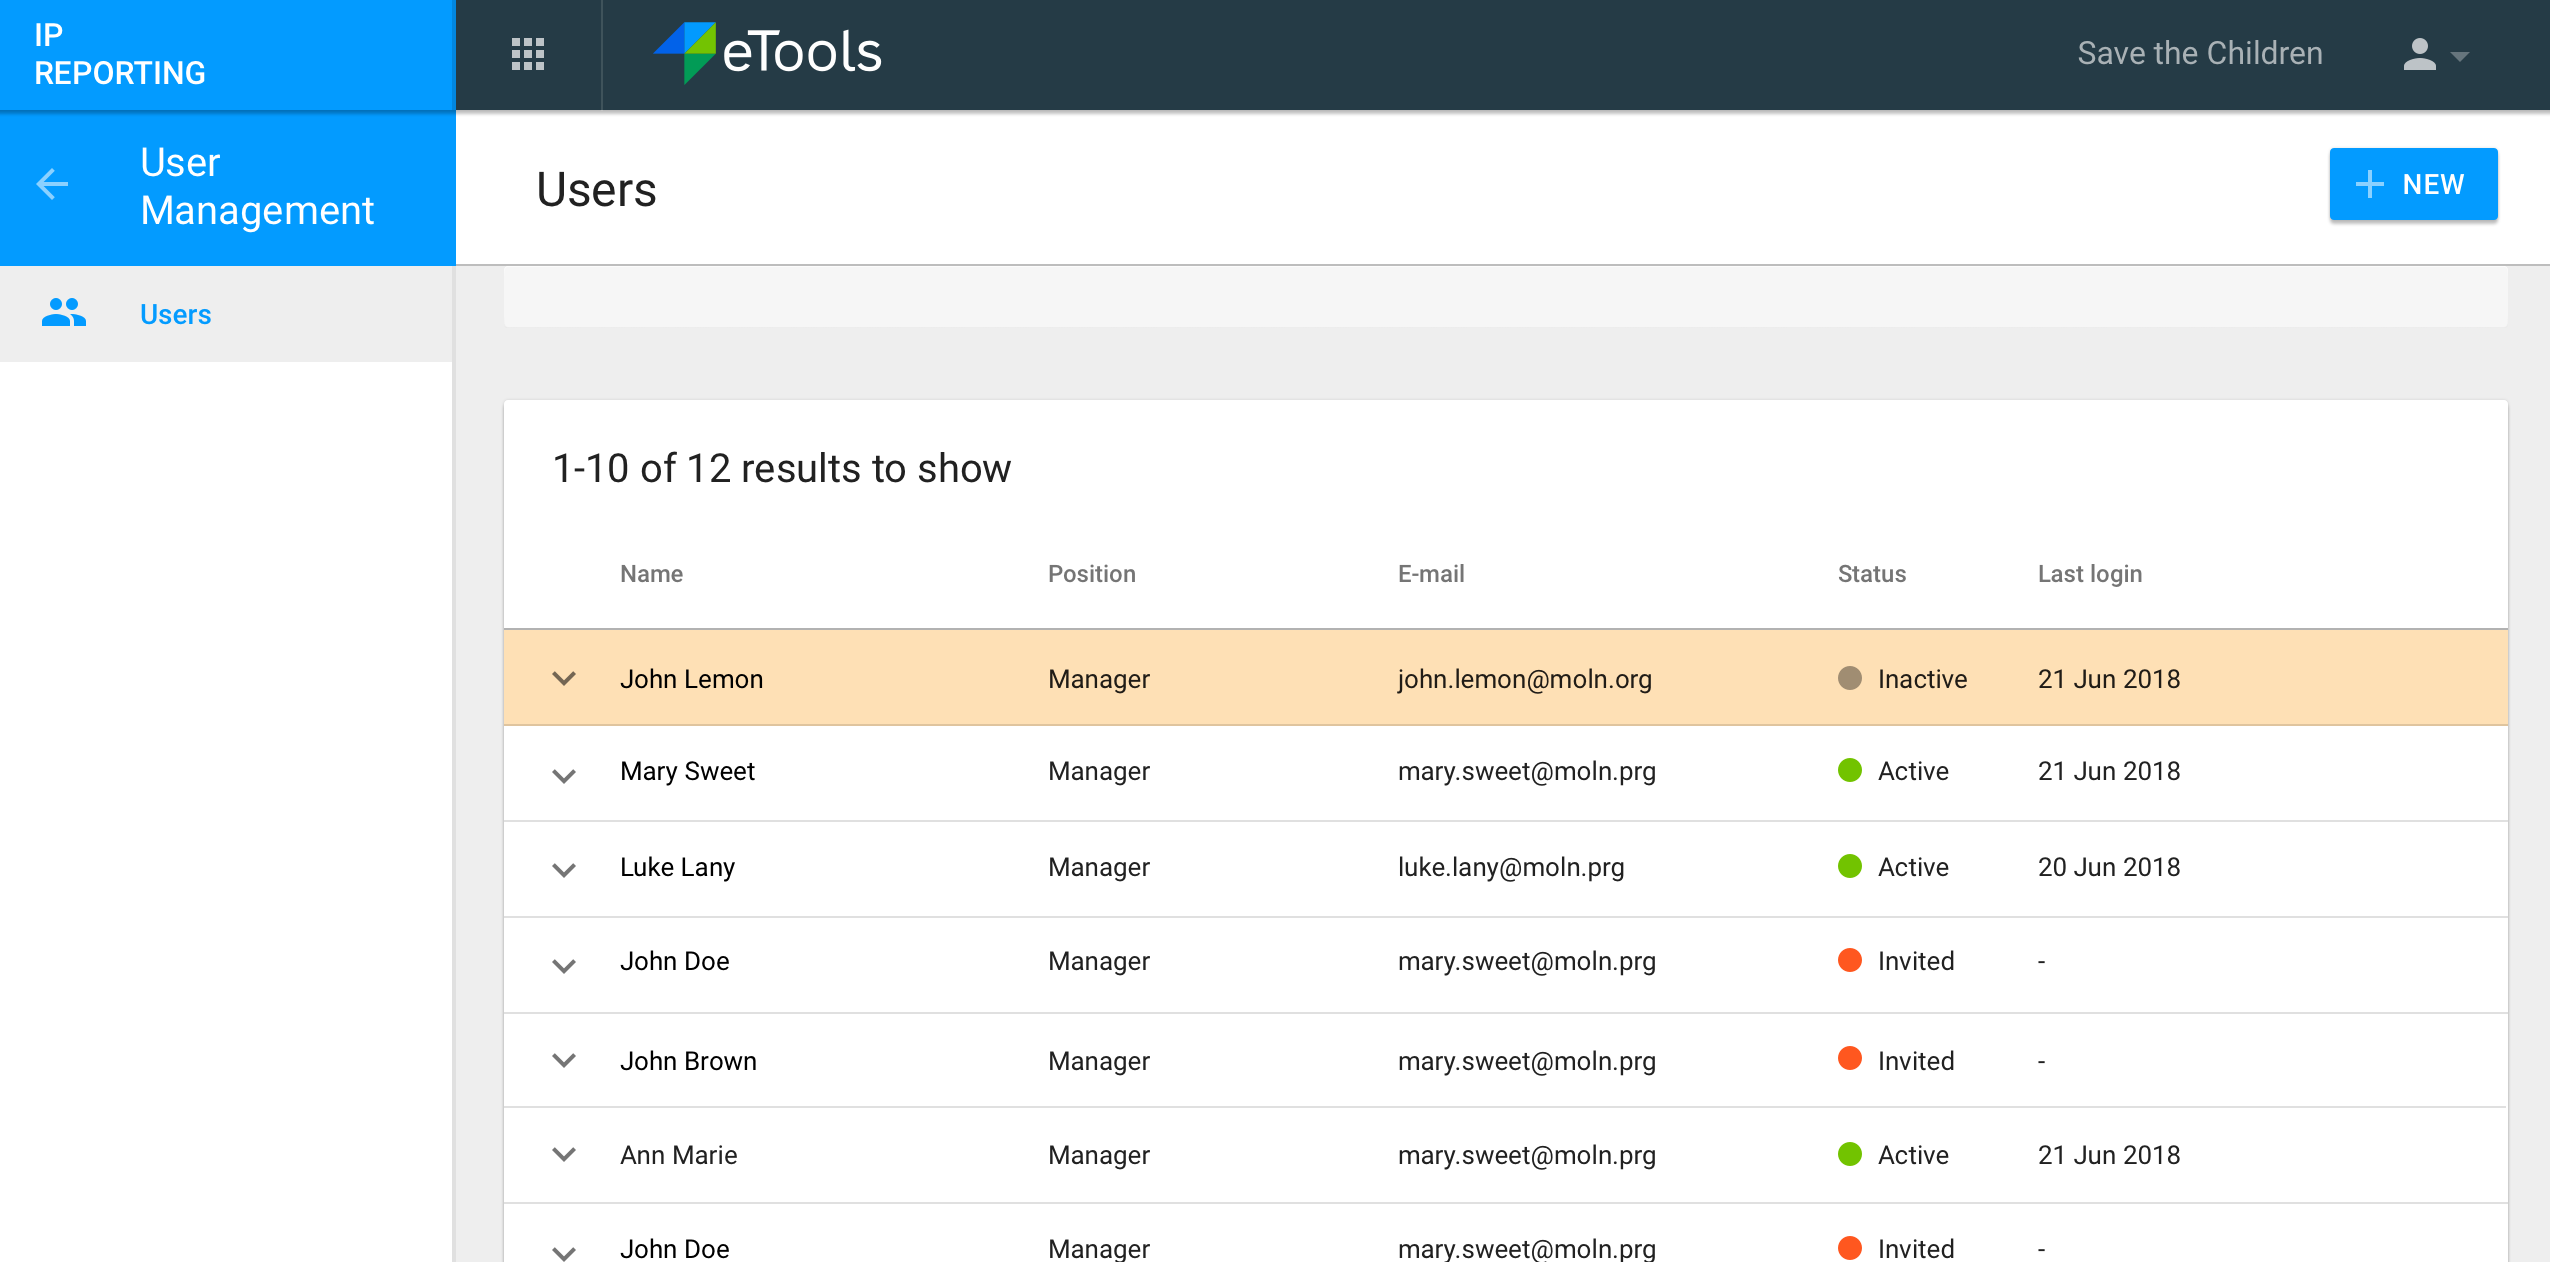 IP
REPORTING
eTools
Save the Children
User
Management
Users
+ NEW
Users
1-10 of 12 results to show
Name Position E-mail Status Last login
John Lemon Manager john.lemon@moln.org Inactive 21 Jun 2018
Mary Sweet Manager mary.sweet@moln.prg Active 21 Jun 2018
Luke Lany Manager luke.lany@moln.prg Active 20 Jun 2018
John Doe Manager mary.sweet@moln.prg Invited -
John Brown Manager mary.sweet@moln.prg Invited -
Ann Marie Manager mary.sweet@moln.prg Active 21 Jun 2018
John Doe Manager mary.sweet@moln.prg Invited -